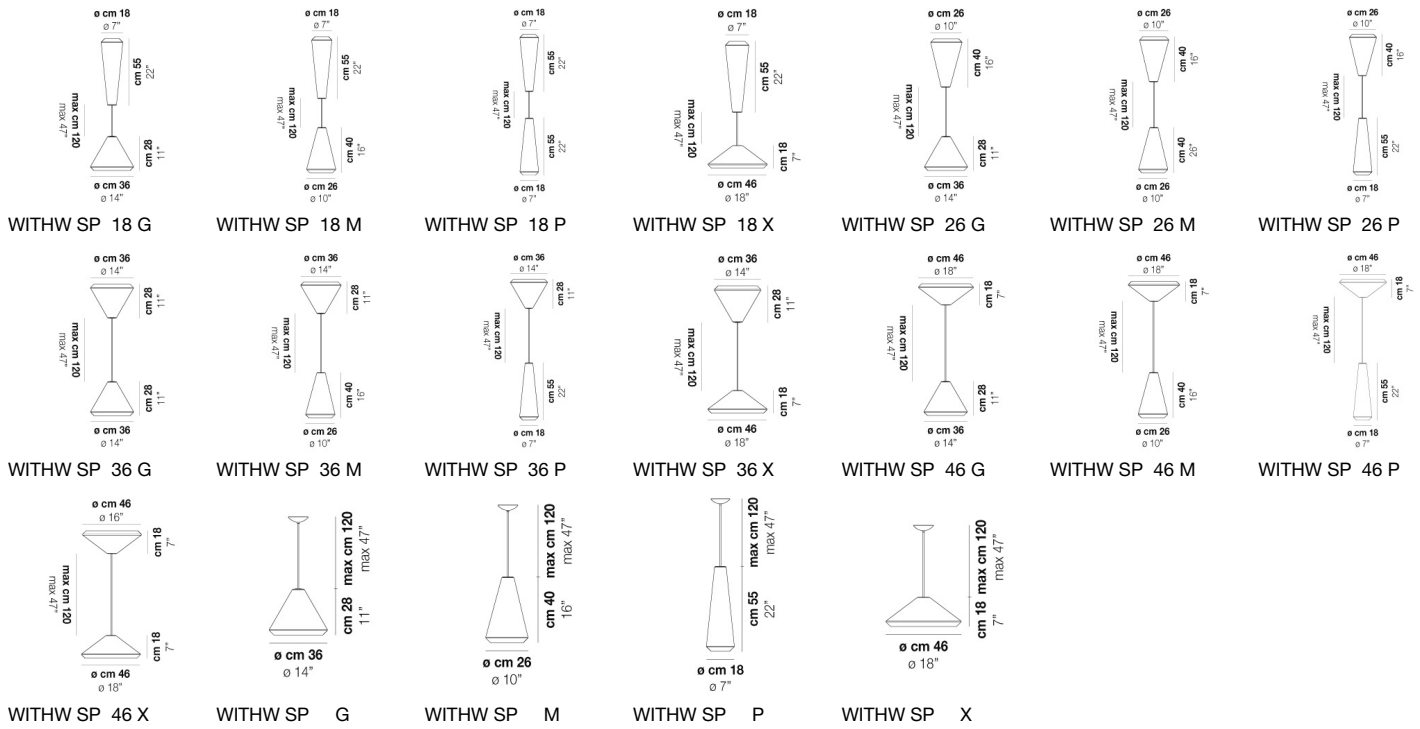 ø cm 18
ø 7”
cm 55
22”
max cm 120
max 47”
cm 28
11”
ø cm 36
ø 14”
WITHW SP 18 G
ø cm 18
ø 7”
cm 55
22”
max cm 120
max 47”
cm 40
16”
ø cm 26
ø 10”
WITHW SP 18 M
ø cm 18
ø 7”
cm 55
22”
max cm 120
max 47”
cm 55
22”
ø cm 18
ø 7”
WITHW SP 18 P
ø cm 18
ø 7”
cm 55
22”
max cm 120
max 47”
cm 18
7”
ø cm 46
ø 18”
WITHW SP 18 X
ø cm 26
ø 10”
cm 40
16”
max cm 120
max 47”
cm 28
11”
ø cm 36
ø 14”
WITHW SP 26 G
ø cm 26
ø 10”
cm 40
16”
max cm 120
max 47”
cm 40
26”
ø cm 26
ø 10”
WITHW SP 26 M
ø cm 26
ø 10”
cm 40
16”
max cm 120
max 47”
cm 55
22”
ø cm 18
ø 7”
WITHW SP 26 P
ø cm 36
ø 14”
cm 28
11”
max cm 120
max 47”
cm 28
11”
ø cm 36
ø 14”
WITHW SP 36 G
ø cm 36
ø 14”
cm 28
11”
max cm 120
max 47”
cm 40
16”
ø cm 26
ø 10”
WITHW SP 36 M
ø cm 36
ø 14”
cm 28
11”
max cm 120
max 47”
cm 55
22”
ø cm 18
ø 7”
WITHW SP 36 P
ø cm 36
ø 14”
cm 28
11”
max cm 120
max 47”
cm 18
7”
ø cm 46
ø 18”
WITHW SP 36 X
ø cm 46
ø 18”
cm 18
7”
max cm 120
max 47”
cm 28
11”
ø cm 36
ø 14”
WITHW SP 46 G
ø cm 46
ø 18”
cm 18
7”
max cm 120
max 47”
cm 40
16”
ø cm 26
ø 10”
WITHW SP 46 M
ø cm 46
ø 18”
cm 18
7”
max cm 120
max 47”
cm 55
22”
ø cm 18
ø 7”
WITHW SP 46 P
ø cm 46
ø 16”
cm 18
7”
max cm 120
max 47”
cm 18
7”
ø cm 46
ø 18”
WITHW SP 46 X
max cm 120
max 47”
cm 28
11”
ø cm 36
ø 14”
WITHW SP G
max cm 120
max 47”
cm 40
16”
ø cm 26
ø 10”
WITHW SP M
max cm 120
max 47”
cm 55
22”
ø cm 18
ø 7”
WITHW SP P
max cm 120
max 47”
cm 18
7”
ø cm 46
ø 18”
WITHW SP X